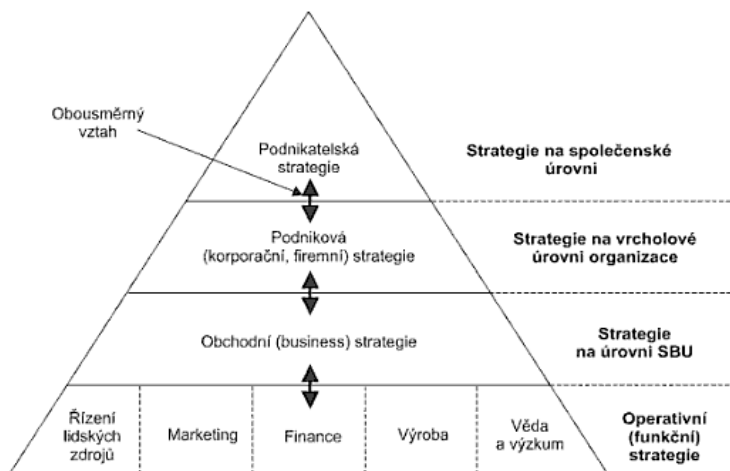 Obousměrný
vztah
Podnikatelská
strategie
Strategie na společenské
úrovni
Podniková
(korporační, firemní) strategie
Strategie na vrcholové
úrovni organizace
Obchodní (business) strategie
Strategie
na úrovni SBU
Řízení
lidských
zdrojů
Marketing
Finance
Výroba
Věda
a výzkum
Operativní
(funkční)
strategie